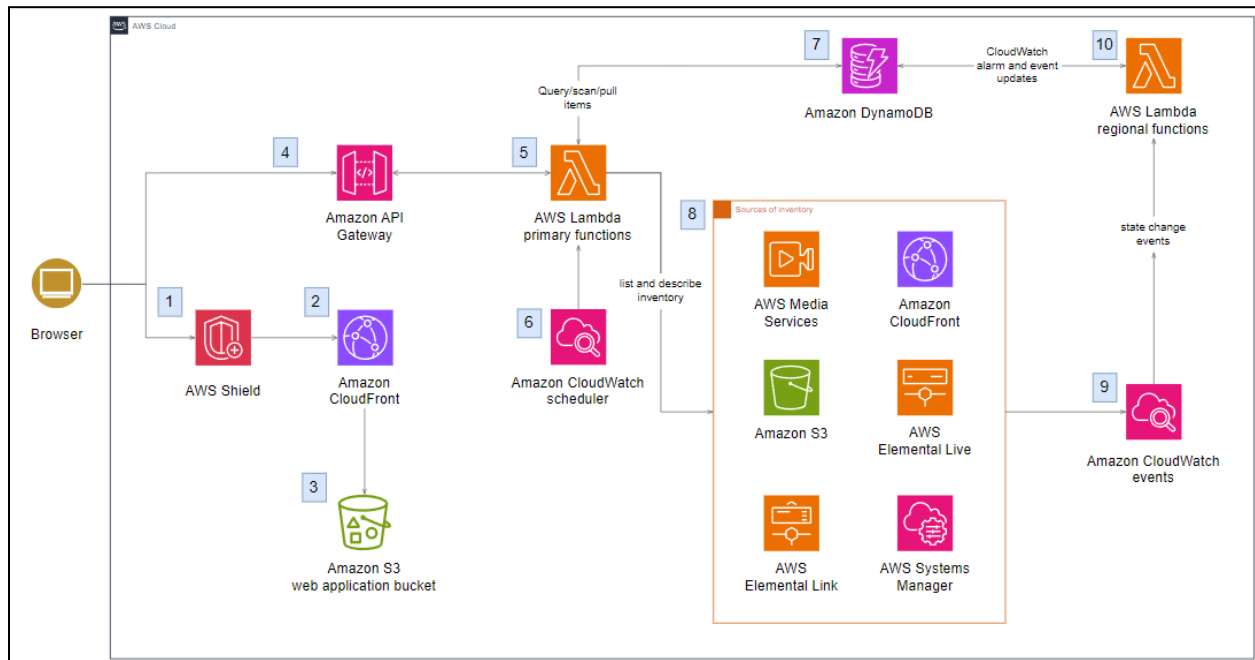 aws
AWS Cloud
7
10
CloudWatch
alarm and event
updates
Query/scan/pull
items
Amazon DynamoDB
AWS Lambda
regional functions
4
5
Amazon API
Gateway
AWS Lambda
primary functions
8
Sources of inventory
state change
events
list and describe
inventory
AWS Media
Services
Amazon
CloudFront
Browser
1
2
6
AWS Shield
Amazon
CloudFront
Amazon CloudWatch
scheduler
Amazon S3
AWS
Elemental Live
9
Amazon CloudWatch
events
3
Amazon S3
web application bucket
AWS
Elemental Link
AWS Systems
Manager